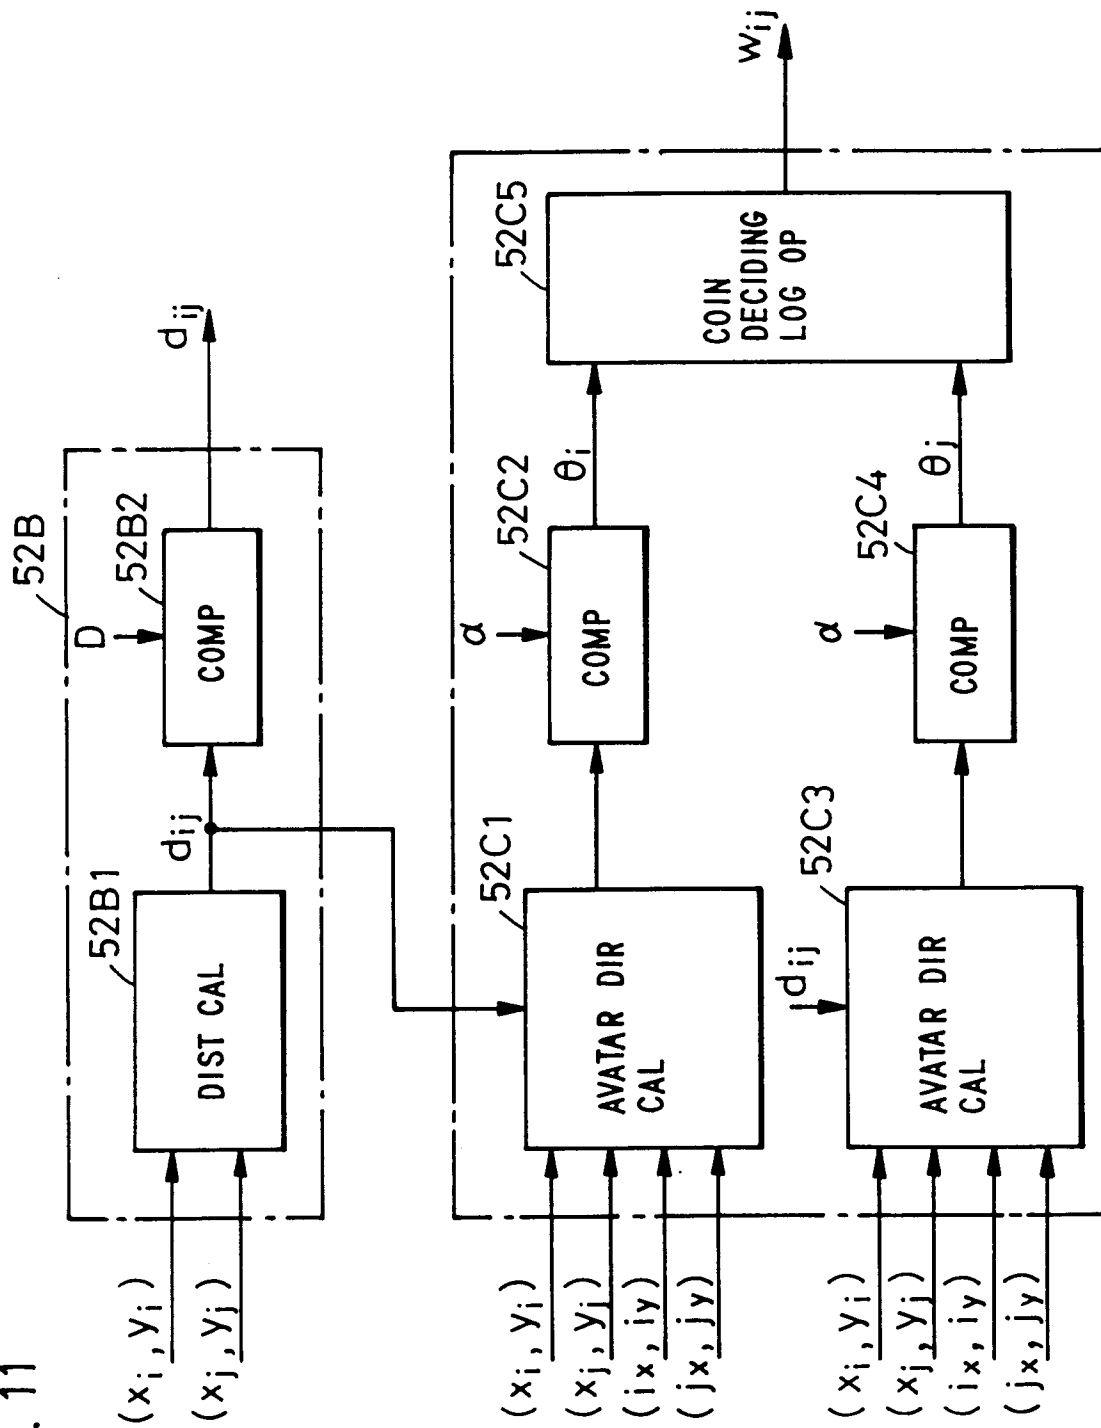 . 11
52B
52B1
DIST CAL
(xi, yi)
(xj, yj)
dij
D
52B2
COMP
dij
52C1
AVATAR DIR
CAL
(xi, yi)
(xj, yj)
(ix, iy)
(jx, jy)
α
52C2
COMP
θi
52C3
dij
AVATAR DIR
CAL
(xi, yi)
(xj, yj)
(ix, iy)
(jx, jy)
α
52C4
COMP
θj
52C5
COIN
DECIDING
LOG OP
wij